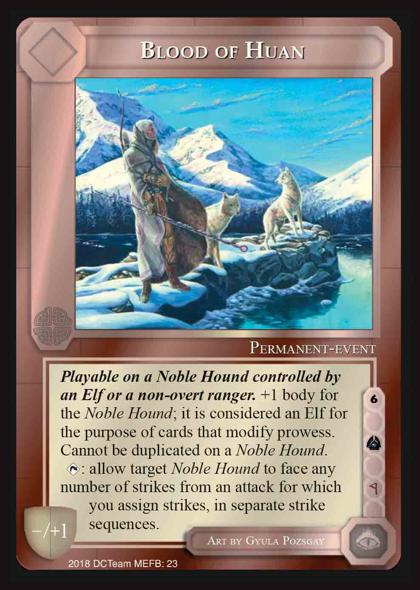 BLOOD OF HUAN
PERMANENT-EVENT
Playable on a Noble Hound controlled by
an Elf or a non-overt ranger. +1 body for
the Noble Hound; it is considered an Elf for
the purpose of cards that modify prowess.
Cannot be duplicated on a Noble Hound.
: allow target Noble Hound to face any
number of strikes from an attack for which
you assign strikes, in separate strike
sequences.
6
–/+1
ART BY GYULA POZSGAY
2018 DCTeam MEFB: 23